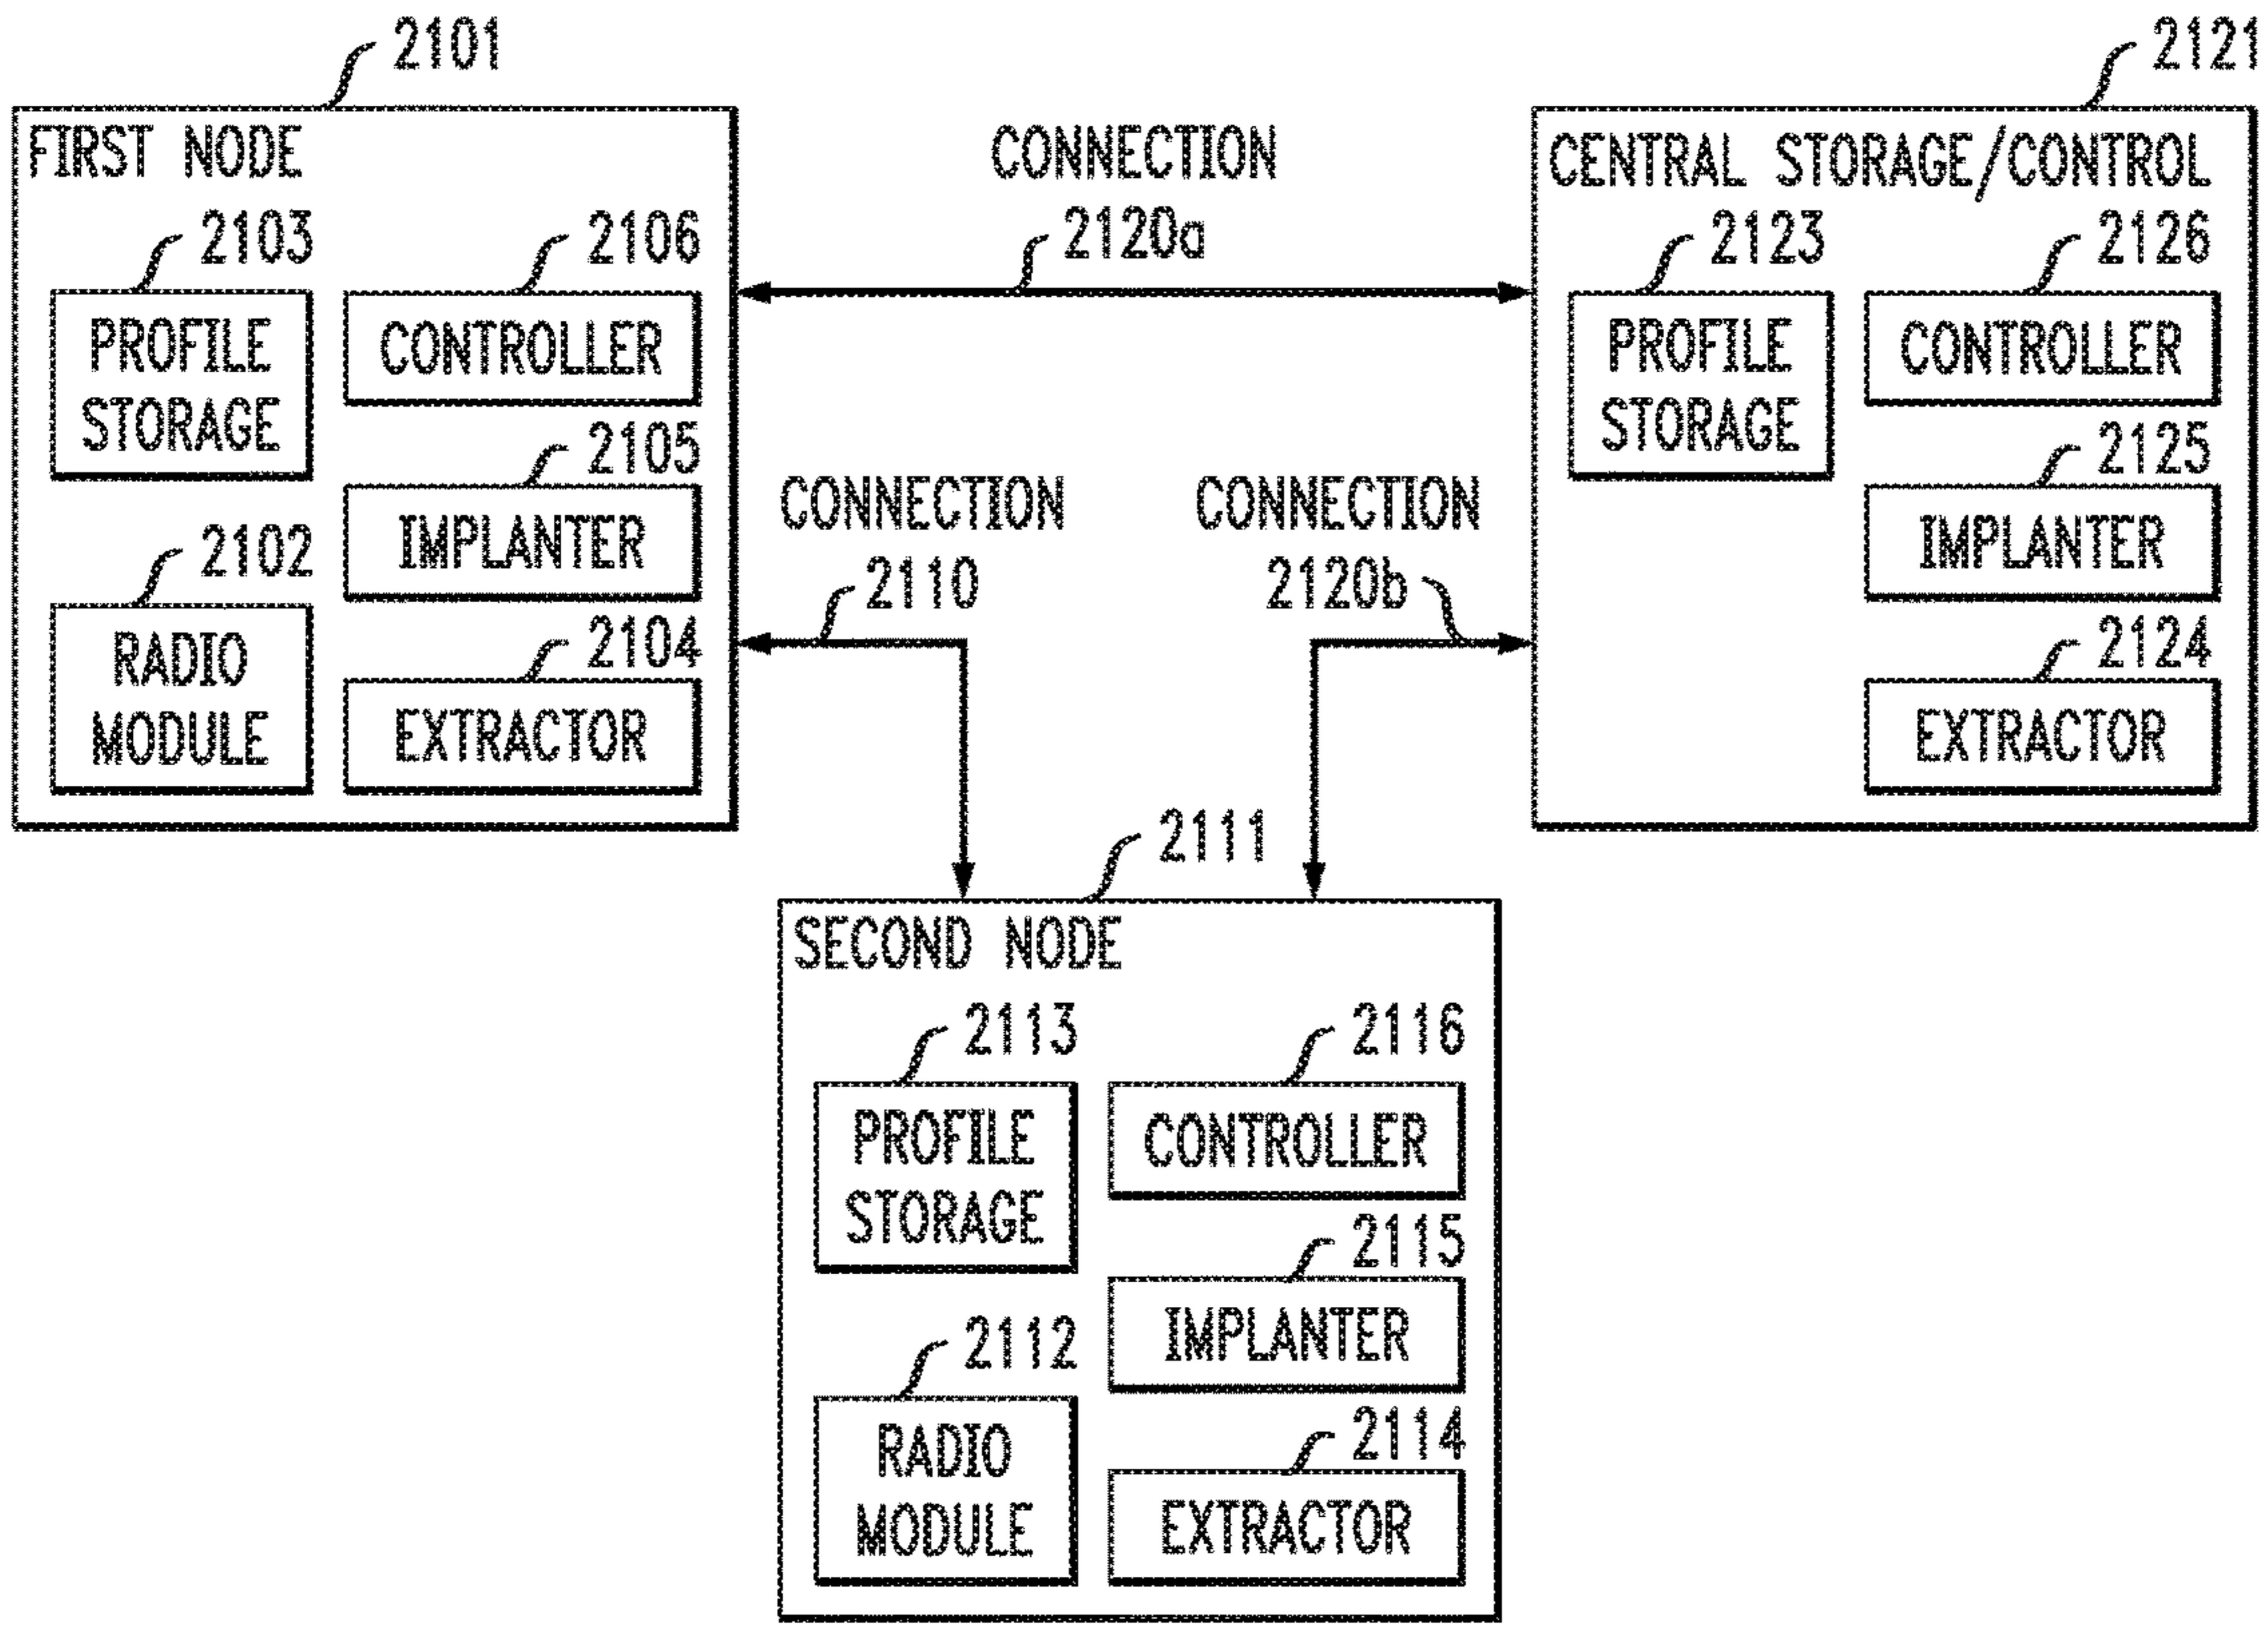 2101
FIRST NODE
2103
PROFILE
STORAGE
2106
CONTROLLER
2105
IMPLANTER
2102
RADIO
MODULE
2104
EXTRACTOR
CONNECTION
2120a
CONNECTION
2110
CONNECTION
2120b
2121
CENTRAL STORAGE/CONTROL
2123
PROFILE
STORAGE
2126
CONTROLLER
2125
IMPLANTER
2124
EXTRACTOR
2111
SECOND NODE
2113
PROFILE
STORAGE
2116
CONTROLLER
2115
IMPLANTER
2112
RADIO
MODULE
2114
EXTRACTOR